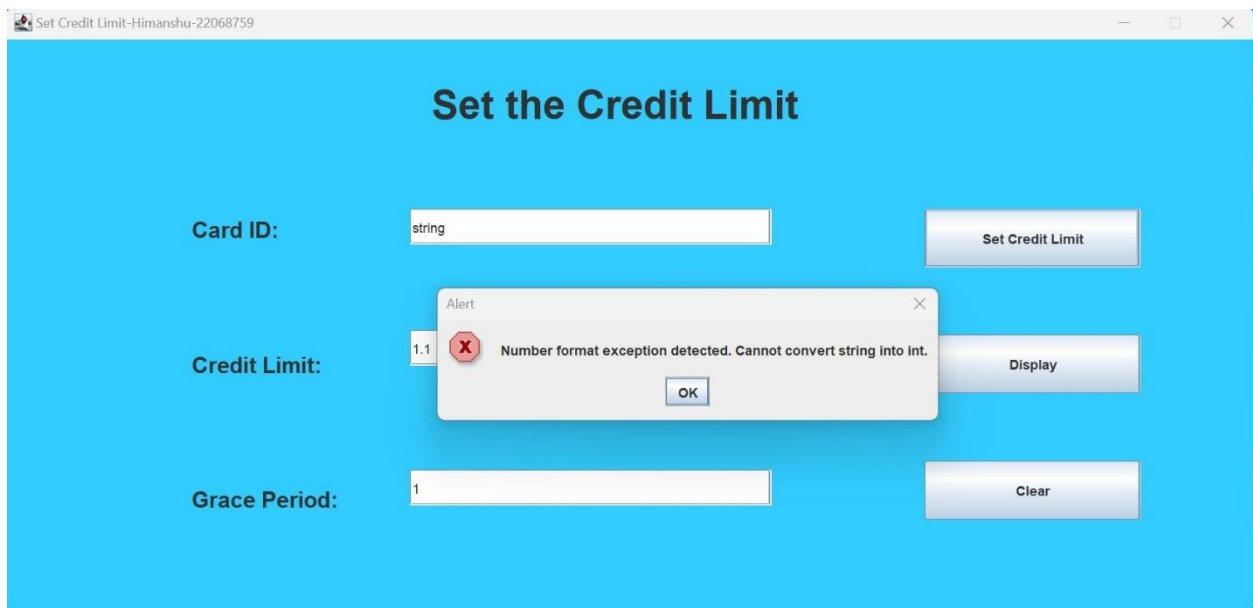 Set Credit Limit-Himanshu-22068759
Set the Credit Limit
Card ID:
string
Set Credit Limit
Alert
Number format exception detected. Cannot convert string into int.
OK
Credit Limit:
1.1
Display
Grace Period:
1
Clear